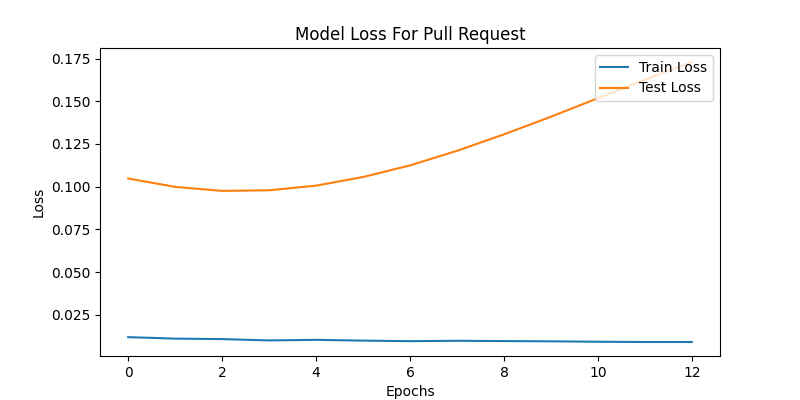 Model Loss For Pull Request
0.175
0.150
0.125
0.100
0.075
0.050
0.025
Loss
Train Loss
Test Loss
0 2 4 6 8 10 12
Epochs